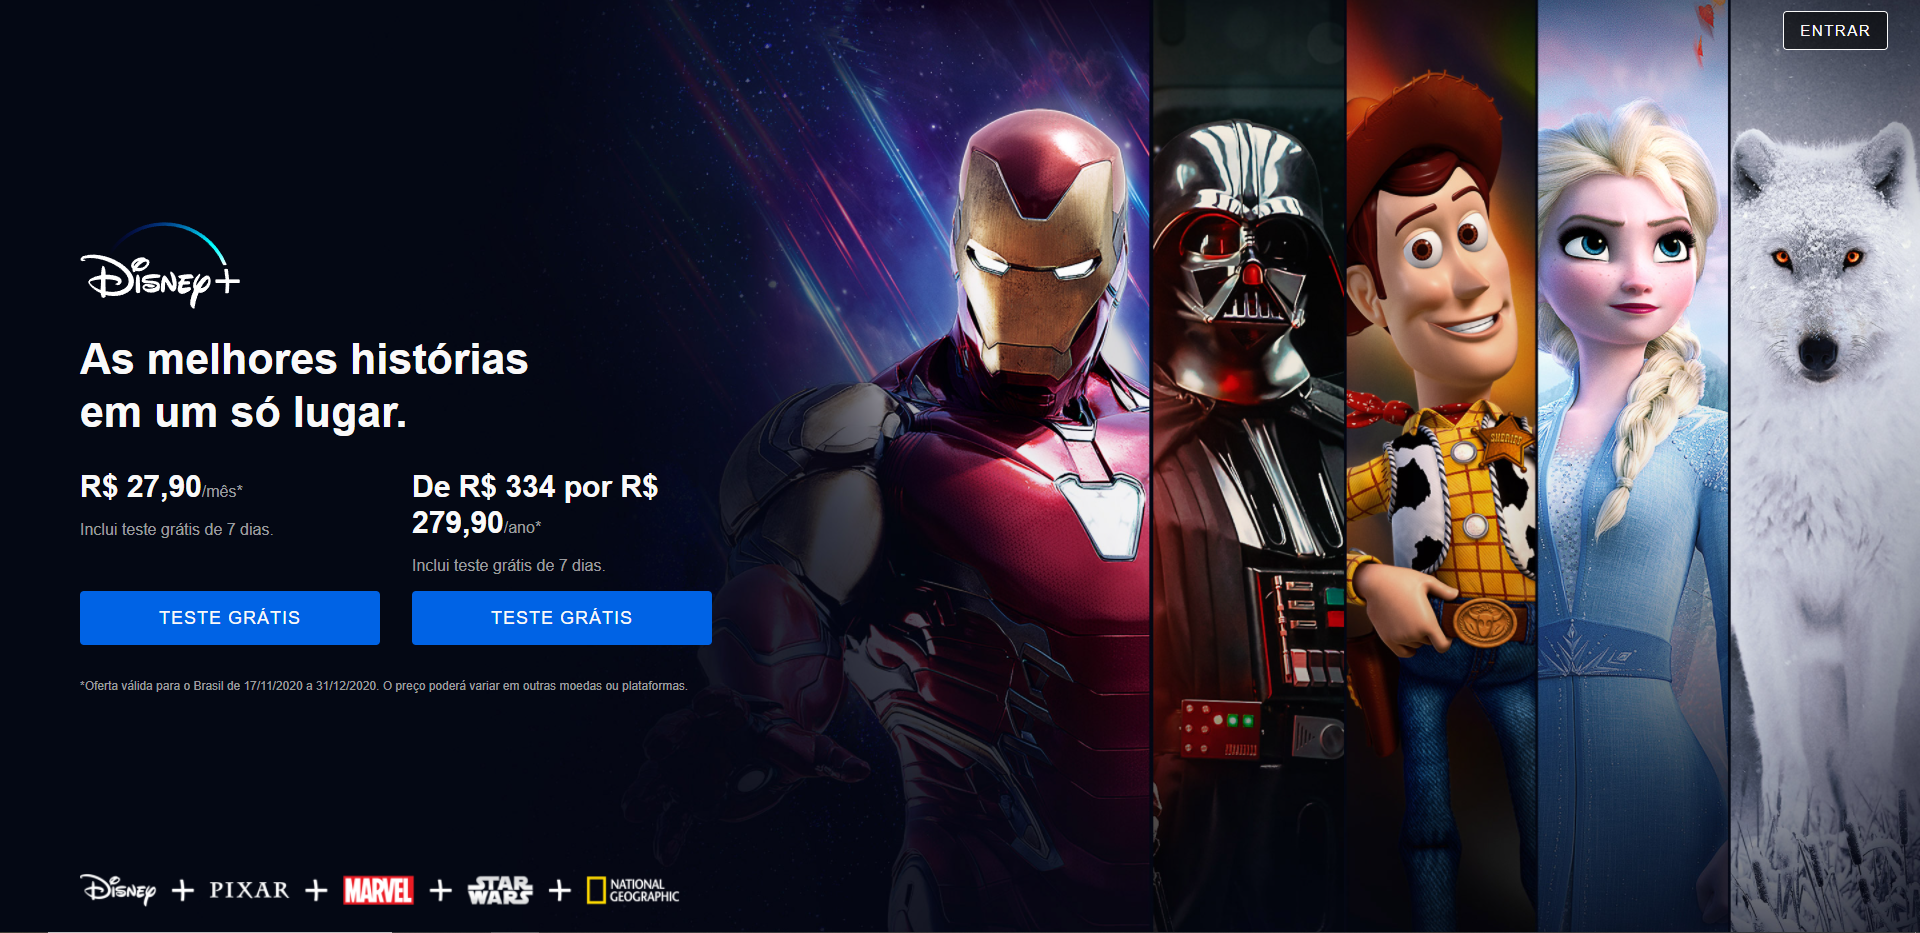 ENTRAR
Disney+
As melhores histórias
em um só lugar.
R$ 27,90/mês*
Inclui teste grátis de 7 dias.
TESTE GRÁTIS
De R$ 334 por R$
279,90/ano*
Inclui teste grátis de 7 dias.
TESTE GRÁTIS
*Oferta válida para o Brasil de 17/11/2020 a 31/12/2020. O preço poderá variar em outras moedas ou plataformas.
SHERIFF
Disney + PIXAR + MARVEL + STAR WARS + NATIONAL GEOGRAPHIC